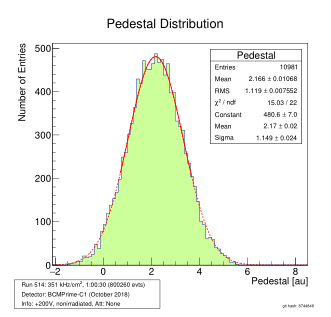 Pedestal Distribution
Number of Entries
500
400
300
200
100
0
−2
0
2
4
6
8
Pedestal [au]
Pedestal
Entries 10981
Mean 2.166 ± 0.01068
RMS 1.119 ± 0.007552
χ² / ndf 15.03 / 22
Constant 480.6 ± 7.0
Mean 2.17 ± 0.02
Sigma 1.149 ± 0.024
Run 514: 351 KHz/cm², 1:00:30 (800260 evts)
Detector: BCMPrime-C1 (October 2018)
Info: +200V, nonirradiated, Att: None